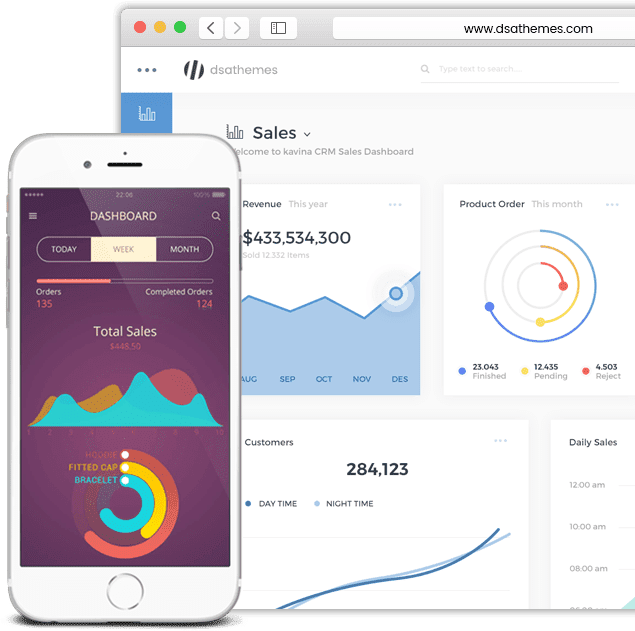 www.dsathemes.com
dsathemes
Type text to search....
Sales
elcome to kavina CRM Sales Dashboard
Revenue This year
$433,534,300
Sold 12.332 Items
AUG SEP OCT NOV DES
Product Order This month
23.043
Finished
12.435
Pending
4.503
Reject
Customers
284,123
DAY TIME NIGHT TIME
Daily Sales
12:00 am
10:00 am
08:00 am
22:06 100%
DASHBOARD
TODAY WEEK MONTH
Orders Completed Orders
135 124
Total Sales
$448.50
HOODIE
FITTED CAP
BRACELET